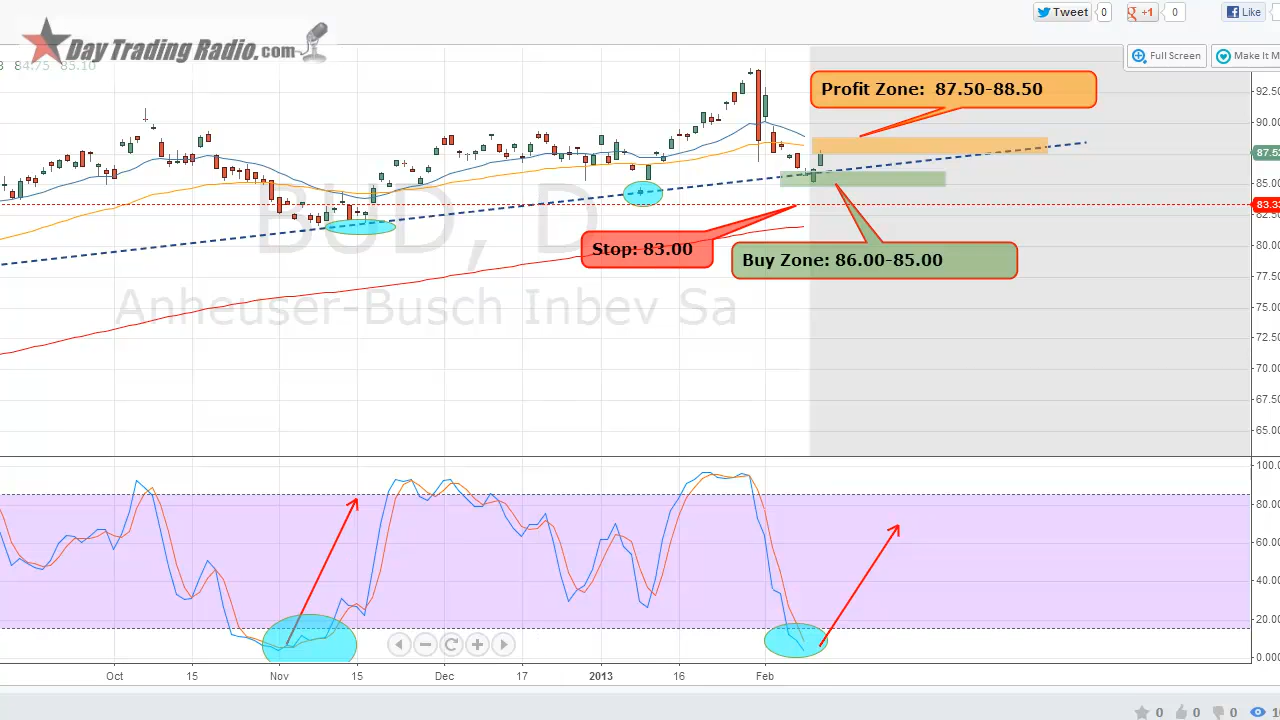 Tweet 0 +1 0 Like
Day Trading Radio.com
84.75 85.10
Full Screen Make It M
Profit Zone: 87.50-88.50
Stop: 83.00
Buy Zone: 86.00-85.00
BUD, D
Anheuser-Busch Inbev Sa
92.50
90.00
87.5
85.00
83.3
82.50
80.00
77.50
75.00
72.50
70.00
67.50
65.00
100.0
80.00
60.00
40.00
20.00
0.000
Oct 15 Nov 15 Dec 17 2013 16 Feb
0 0 0